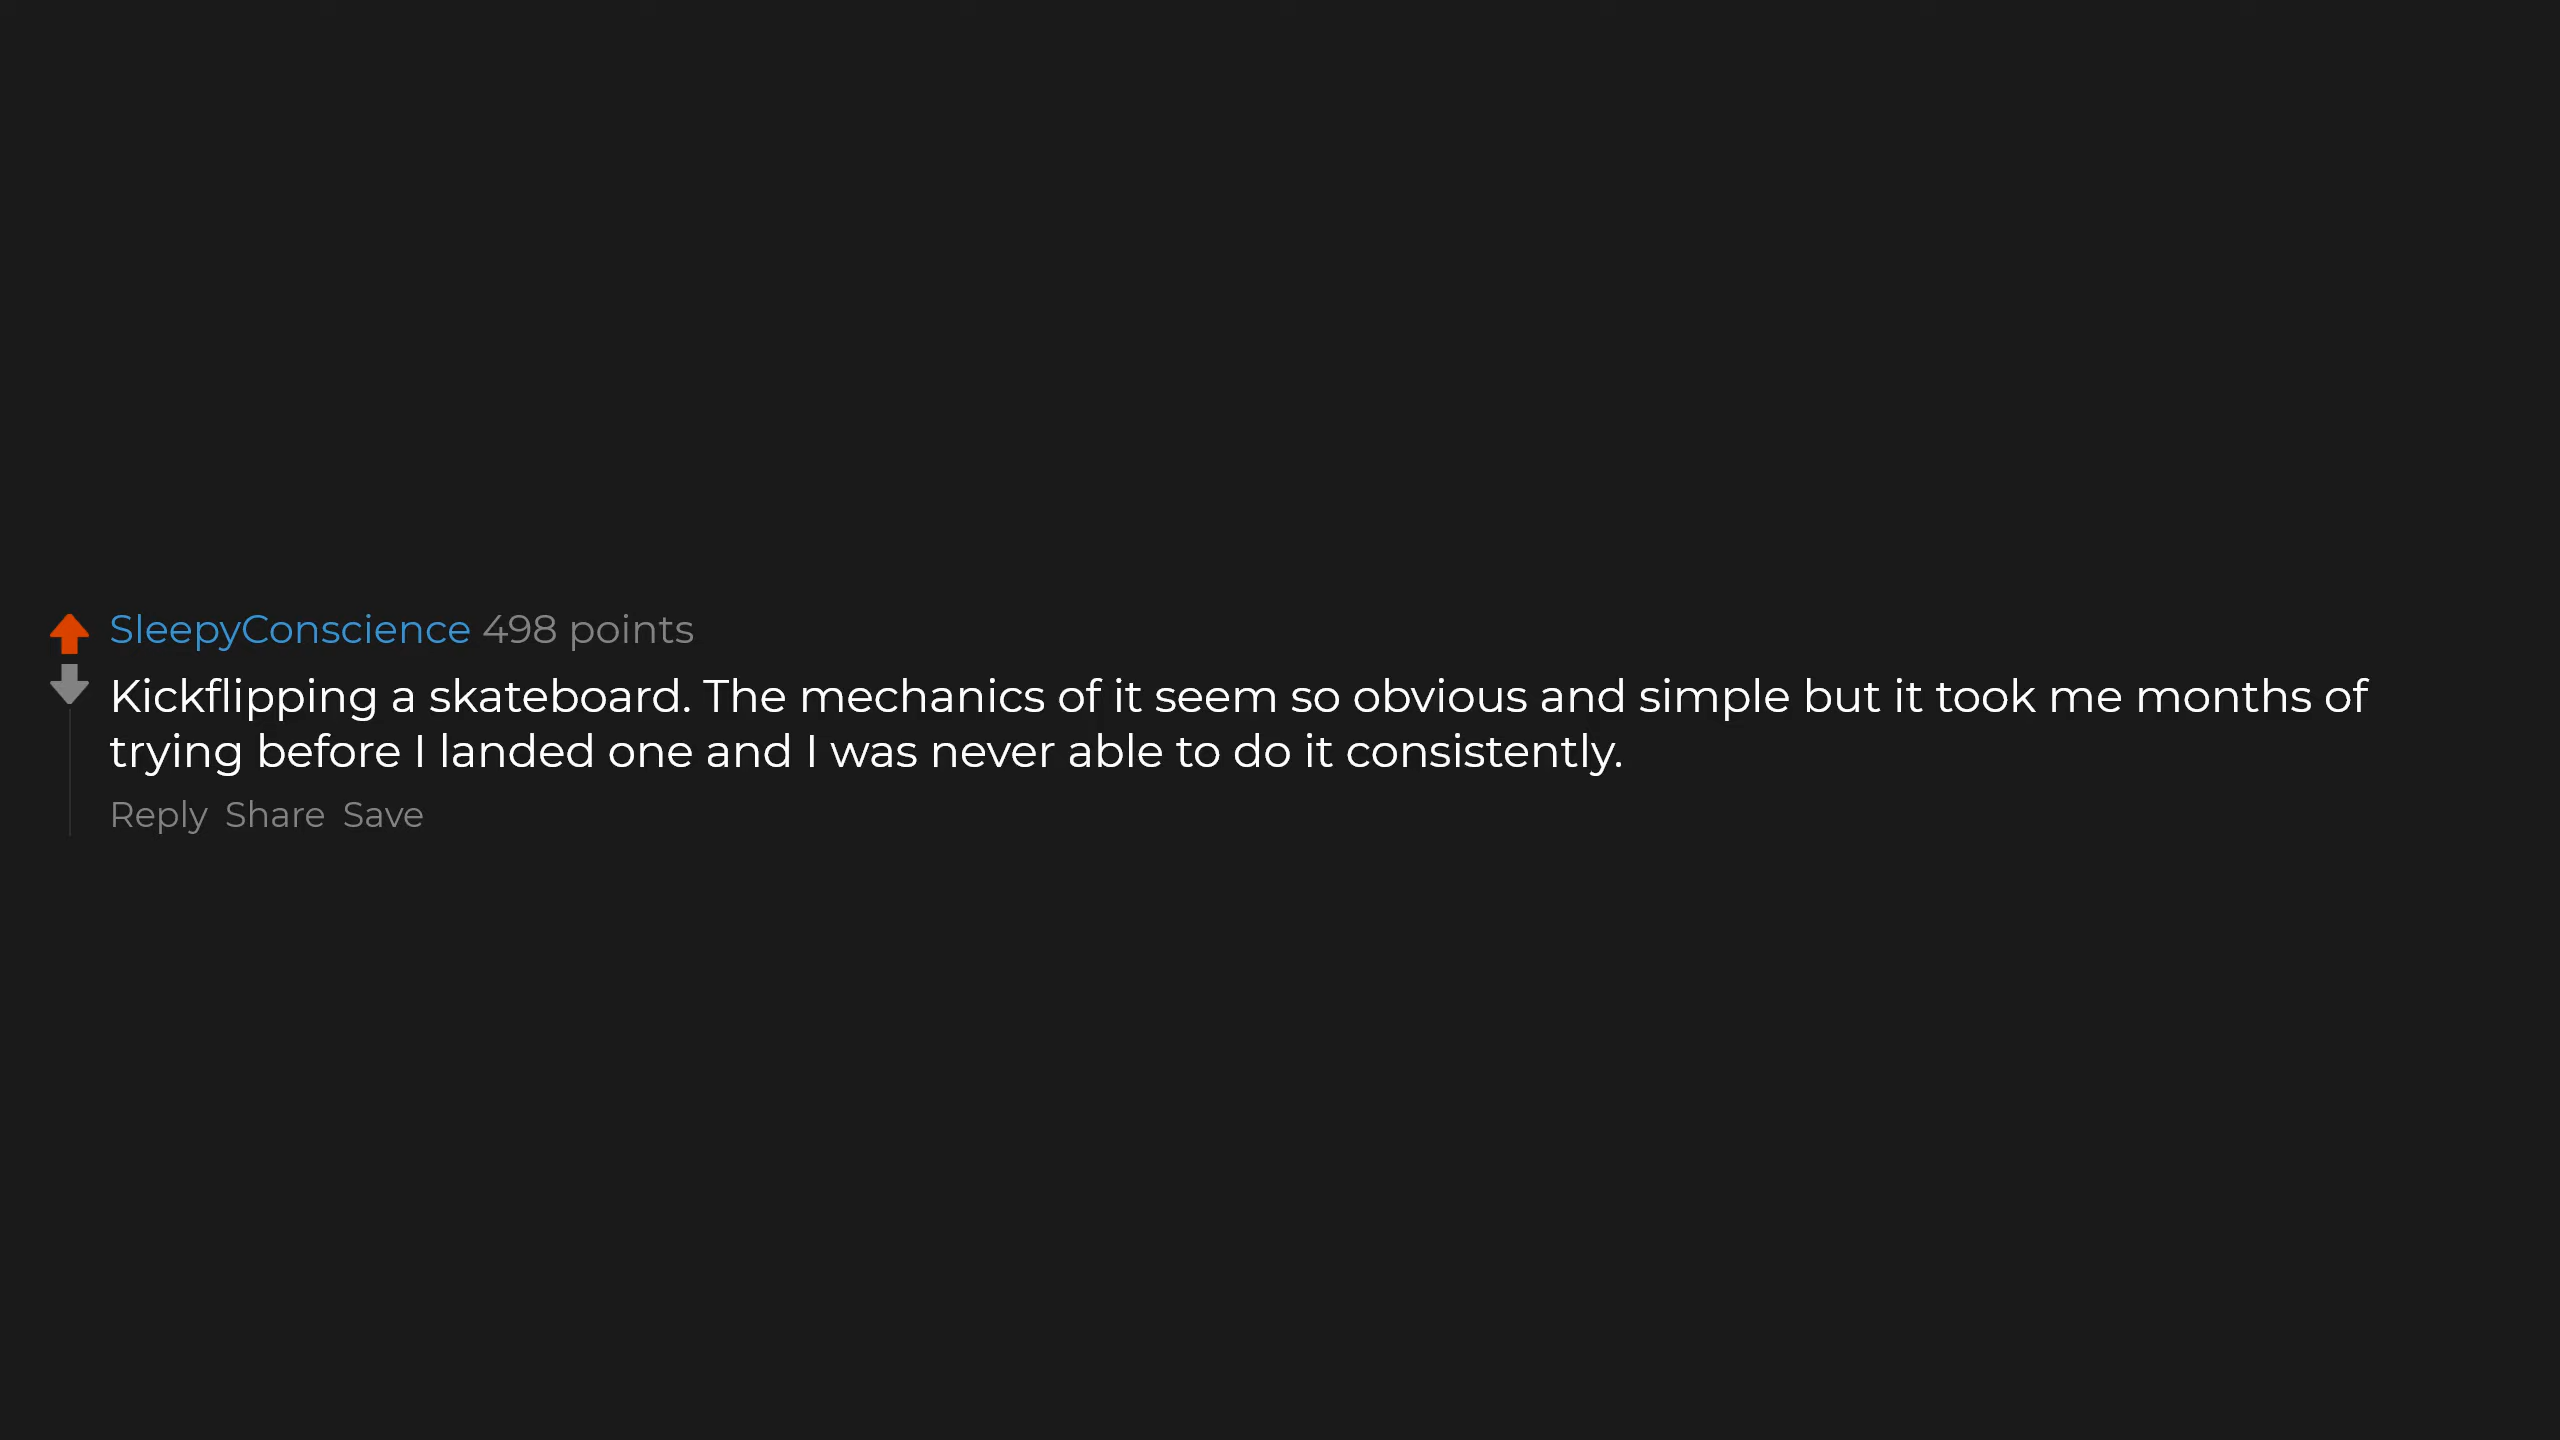 SleepyConscience 498 points
Kickflipping a skateboard. The mechanics of it seem so obvious and simple but it took me months of
trying before I landed one and I was never able to do it consistently.
Reply Share Save